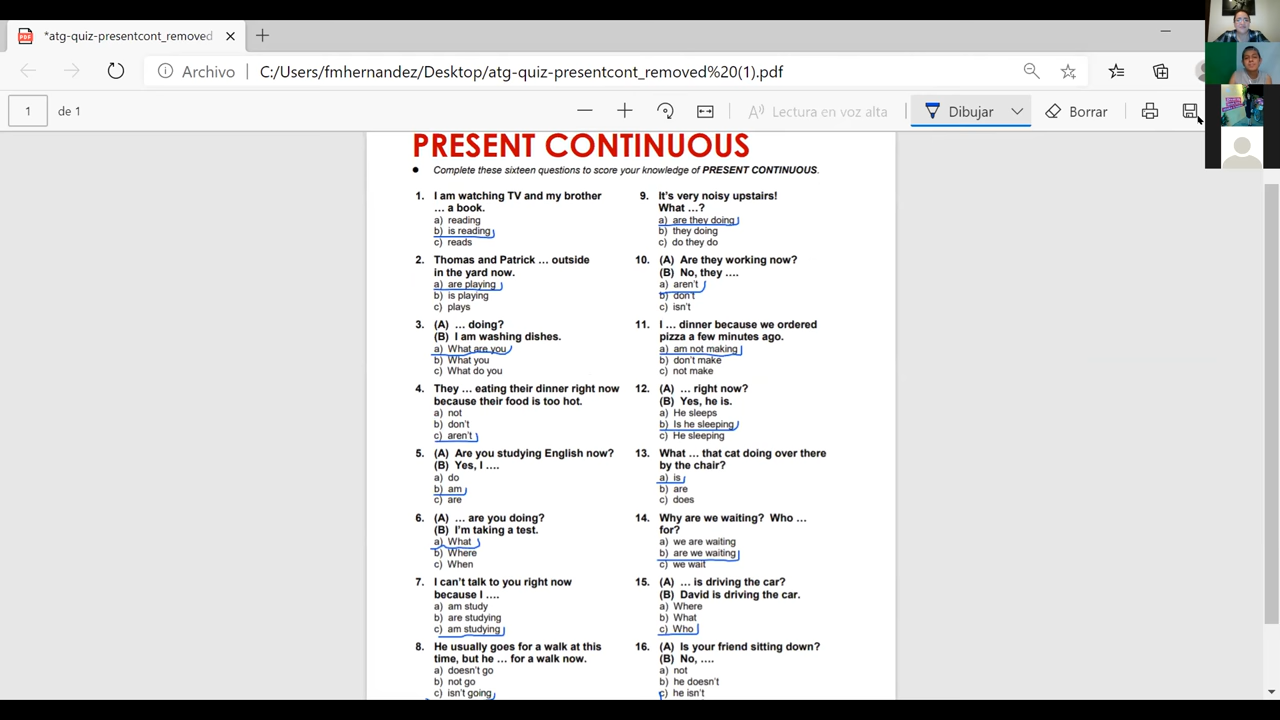 *atg-quiz-presentcont_removed
Archivo
C:/Users/fmhernandez/Desktop/atg-quiz-presentcont_removed%20(1).pdf
1
de 1
Lectura en voz alta
Dibujar
Borrar
PRESENT CONTINUOUS
Complete these sixteen questions to score your knowledge of PRESENT CONTINUOUS.
1. I am watching TV and my brother
… a book.
a) reading
b) is reading
c) reads
2. Thomas and Patrick … outside
in the yard now.
a) are playing
b) is playing
c) plays
3. (A) … doing?
(B) I am washing dishes.
a) What are you
b) What you
c) What do you
4. They … eating their dinner right now
because their food is too hot.
a) not
b) don't
c) aren't
5. (A) Are you studying English now?
(B) Yes, I ….
a) do
b) am
c) are
6. (A) … are you doing?
(B) I'm taking a test.
a) What
b) Where
c) When
7. I can't talk to you right now
because I ….
a) am study
b) are studying
c) am studying
8. He usually goes for a walk at this
time, but he … for a walk now.
a) doesn't go
b) not go
c) isn't going
9. It's very noisy upstairs!
What …?
a) are they doing
b) they doing
c) do they do
10. (A) Are they working now?
(B) No, they ….
a) aren't
b) don't
c) isn't
11. I … dinner because we ordered
pizza a few minutes ago.
a) am not making
b) don't make
c) not make
12. (A) … right now?
(B) Yes, he is.
a) He sleeps
b) Is he sleeping
c) He sleeping
13. What … that cat doing over there
by the chair?
a) is
b) are
c) does
14. Why are we waiting? Who …
for?
a) we are waiting
b) are we waiting
c) we wait
15. (A) … is driving the car?
(B) David is driving the car.
a) Where
b) What
c) Who
16. (A) Is your friend sitting down?
(B) No, ….
a) not
b) he doesn't
c) he isn't